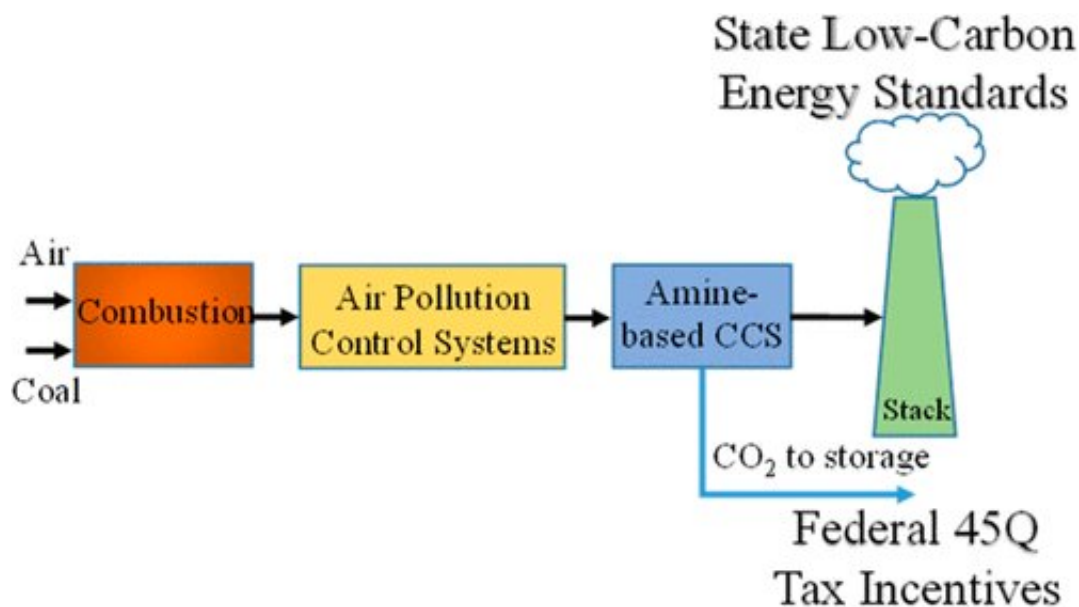 State Low-Carbon
Energy Standards
Air
Coal
Combustion
Air Pollution
Control Systems
Amine-
based CCS
Stack
CO₂ to storage
Federal 45Q
Tax Incentives